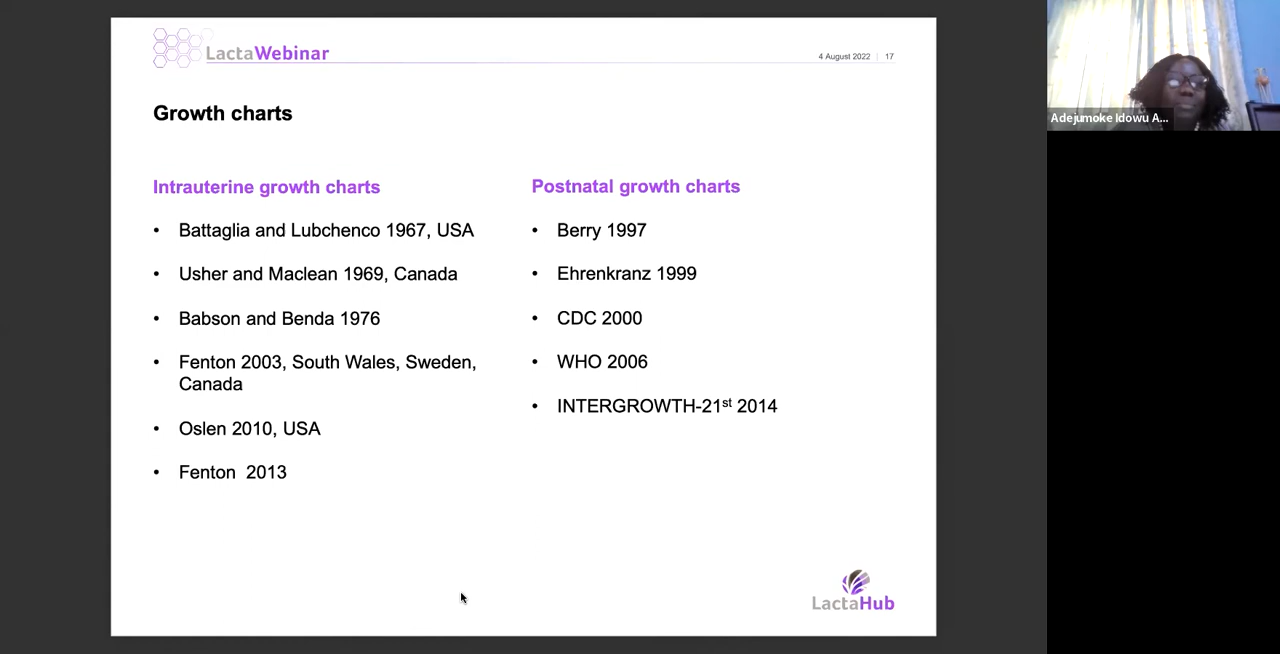 LactaWebinar
4 August 2022 | 17
Growth charts
Intrauterine growth charts
• Battaglia and Lubchenco 1967, USA
• Usher and Maclean 1969, Canada
• Babson and Benda 1976
• Fenton 2003, South Wales, Sweden,
Canada
• Oslen 2010, USA
• Fenton 2013
Postnatal growth charts
• Berry 1997
• Ehrenkranz 1999
• CDC 2000
• WHO 2006
• INTERGROWTH-21st 2014
LactaHub
Adejumoke Idowu A...